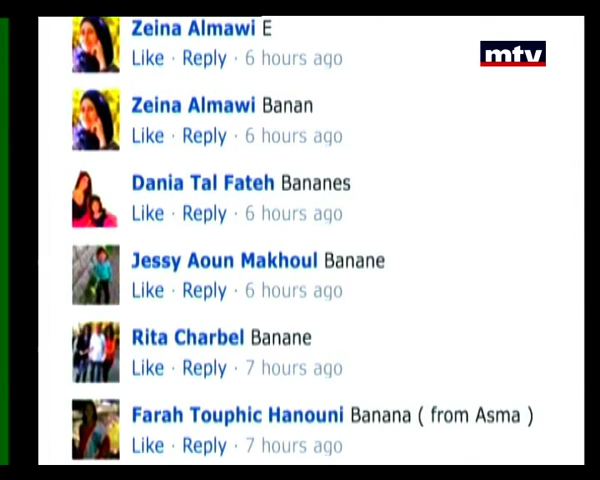 Zeina Almawi E
Like · Reply · 6 hours ago
mtv
Zeina Almawi Banan
Like · Reply · 6 hours ago
Dania Tal Fateh Bananes
Like · Reply · 6 hours ago
Jessy Aoun Makhoul Banane
Like · Reply · 6 hours ago
Rita Charbel Banane
Like · Reply · 7 hours ago
Farah Touphic Hanouni Banana ( from Asma )
Like · Reply · 7 hours ago